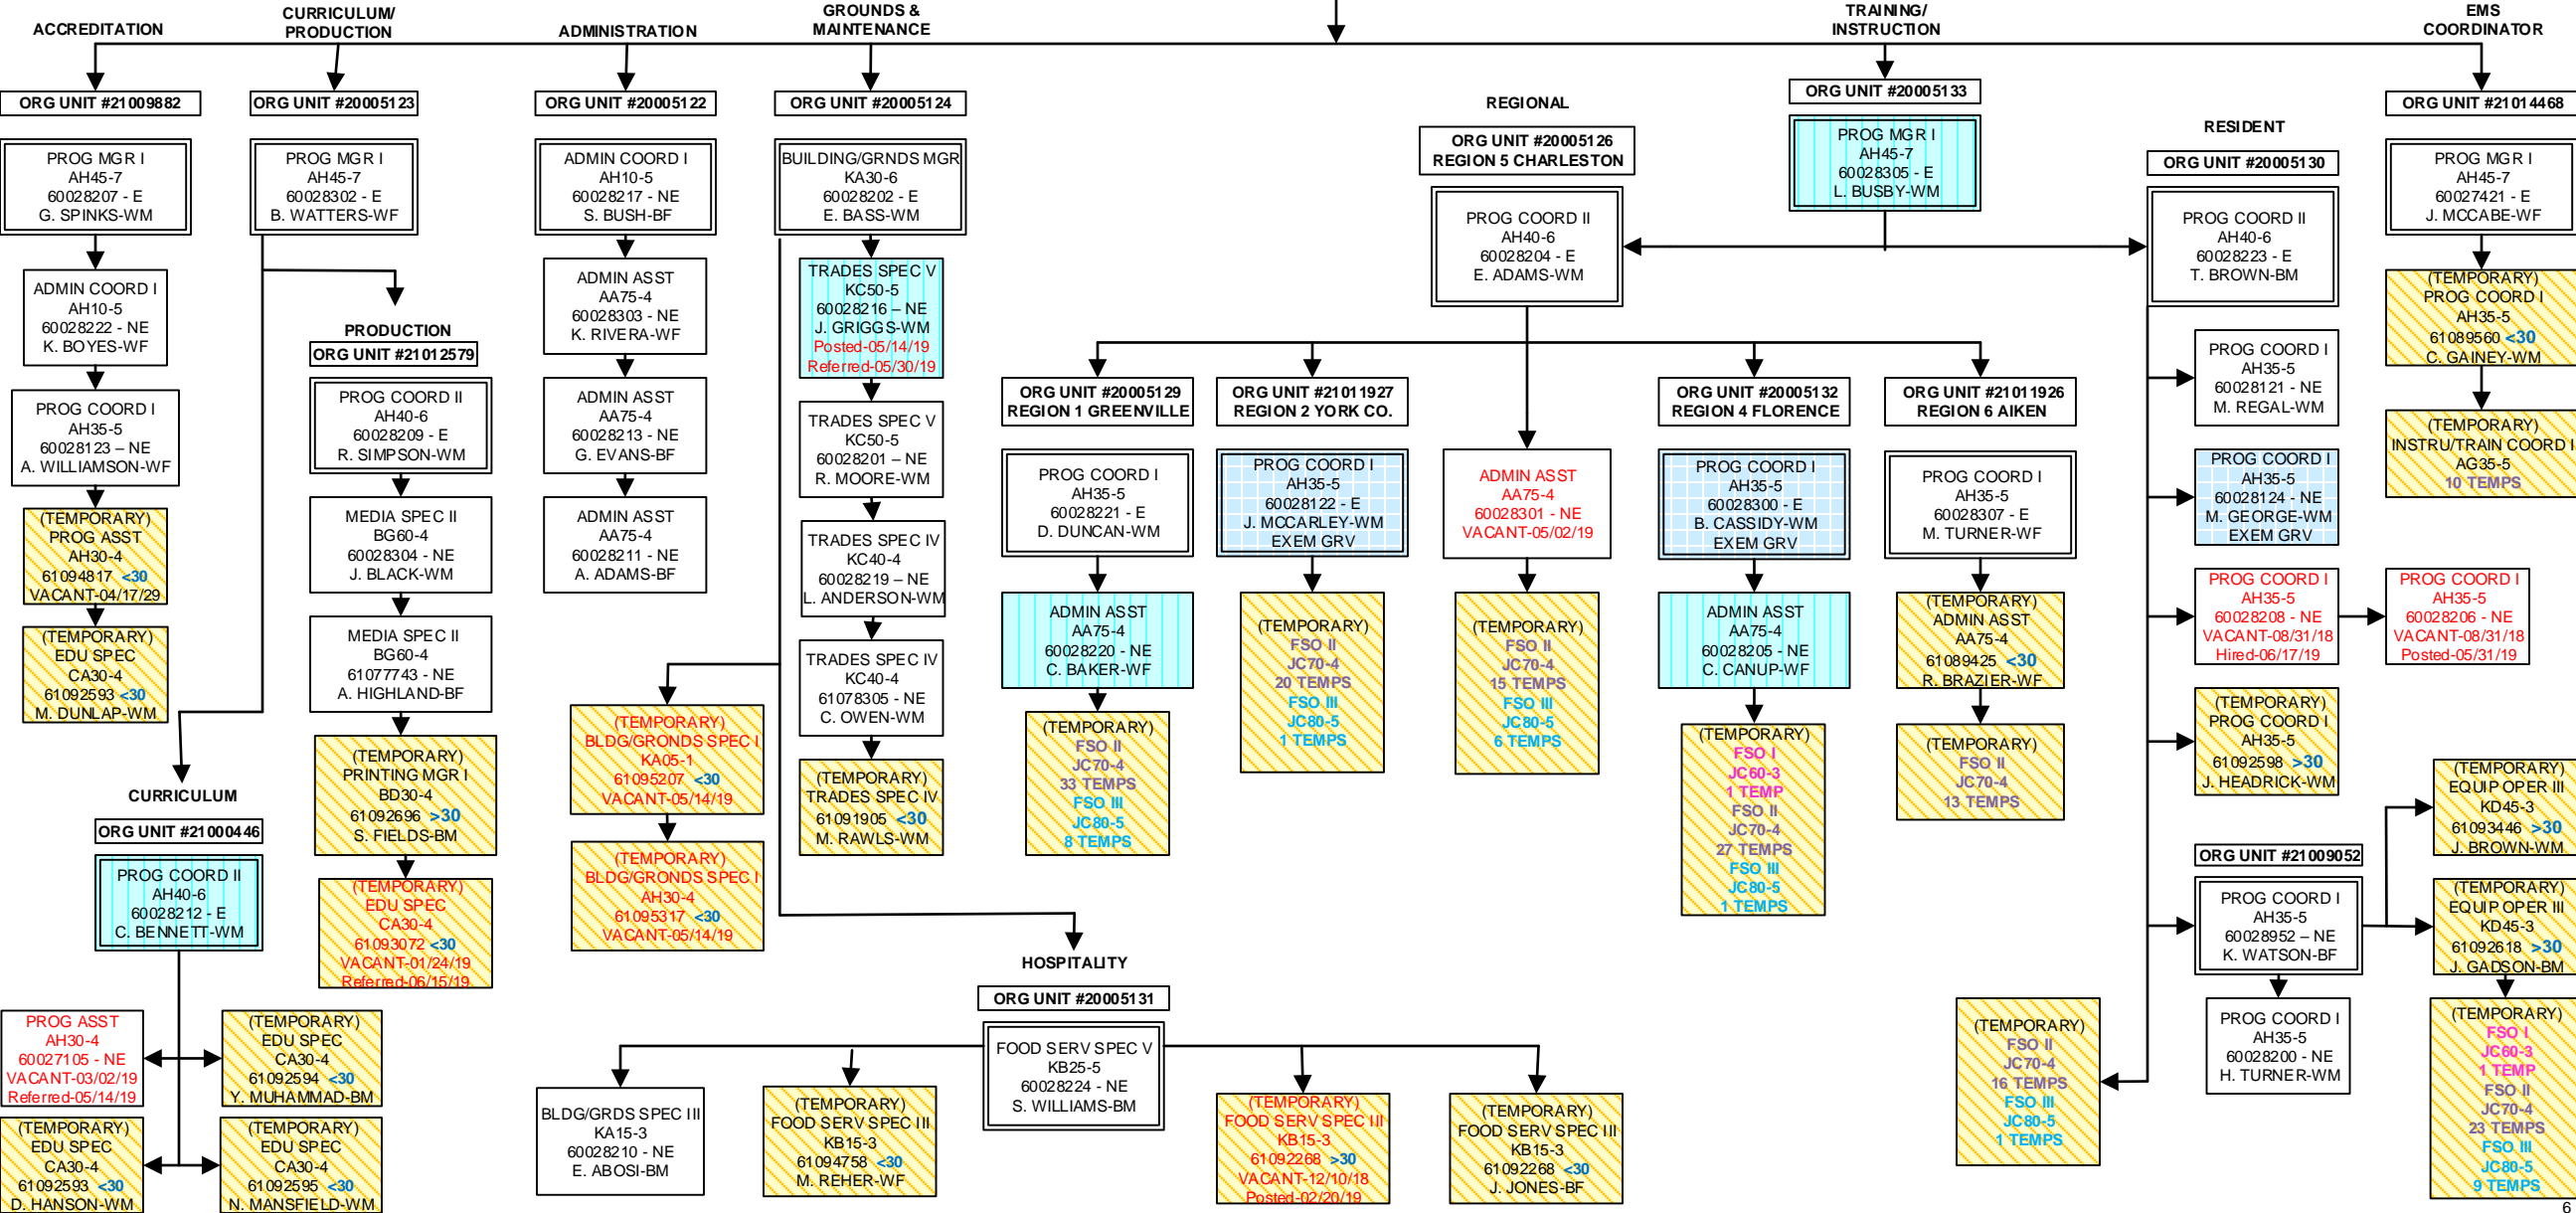 ACCREDITATION
ORG UNIT #21009882
PROG MGR I
AH45-7
60028207 - E
G. SPINKS-WM
ADMIN COORD I
AH10-5
60028222 - NE
K. BOYES-WF
PROG COORD I
AH35-5
60028123 – NE
A. WILLIAMSON-WF
(TEMPORARY)
PROG ASST
AH30-4
61094817 <30
VACANT-04/17/29
(TEMPORARY)
EDU SPEC
CA30-4
61092593 <30
M. DUNLAP-WM
CURRICULUM/
PRODUCTION
ORG UNIT #20005123
PROG MGR I
AH45-7
60028302 - E
B. WATTERS-WF
PRODUCTION
ORG UNIT #21012579
PROG COORD II
AH40-6
60028209 - E
R. SIMPSON-WM
MEDIA SPEC II
BG60-4
60028304 - NE
J. BLACK-WM
MEDIA SPEC II
BG60-4
61077743 - NE
A. HIGHLAND-BF
(TEMPORARY)
PRINTING MGR I
BD30-4
61092696 >30
S. FIELDS-BM
(TEMPORARY)
EDU SPEC
CA30-4
61093072 <30
VACANT-01/24/19
Referred-06/15/19
CURRICULUM
ORG UNIT #21000446
PROG COORD II
AH40-6
60028212 - E
C. BENNETT-WM
PROG ASST
AH30-4
60027105 - NE
VACANT-03/02/19
Referred-05/14/19
(TEMPORARY)
EDU SPEC
CA30-4
61092594 <30
Y. MUHAMMAD-BM
(TEMPORARY)
EDU SPEC
CA30-4
61092593 <30
D. HANSON-WM
(TEMPORARY)
EDU SPEC
CA30-4
61092595 <30
N. MANSFIELD-WM
ADMINISTRATION
ORG UNIT #20005122
ADMIN COORD I
AH10-5
60028217 - NE
S. BUSH-BF
ADMIN ASST
AA75-4
60028303 - NE
K. RIVERA-WF
ADMIN ASST
AA75-4
60028213 - NE
G. EVANS-BF
ADMIN ASST
AA75-4
60028211 - NE
A. ADAMS-BF
GROUNDS &
MAINTENANCE
ORG UNIT #20005124
BUILDING/GRNDS MGR
KA30-6
60028202 - E
E. BASS-WM
TRADES SPEC V
KC50-5
60028216 – NE
J. GRIGGS-WM
Posted-05/14/19
Referred-05/30/19
TRADES SPEC V
KC50-5
60028201 – NE
R. MOORE-WM
TRADES SPEC IV
KC40-4
60028219 – NE
L. ANDERSON-WM
TRADES SPEC IV
KC40-4
61078305 - NE
C. OWEN-WM
(TEMPORARY)
TRADES SPEC IV
61091905 <30
M. RAWLS-WM
(TEMPORARY)
BLDG/GRONDS SPEC I
KA05-1
61095207 <30
VACANT-05/14/19
(TEMPORARY)
BLDG/GRONDS SPEC I
AH30-4
61095317 <30
VACANT-05/14/19
HOSPITALITY
ORG UNIT #20005131
FOOD SERV SPEC V
KB25-5
60028224 - NE
S. WILLIAMS-BM
BLDG/GRDS SPEC III
KA15-3
60028210 - NE
E. ABOSI-BM
(TEMPORARY)
FOOD SERV SPEC III
KB15-3
61094758 <30
M. REHER-WF
(TEMPORARY)
FOOD SERV SPEC III
KB15-3
61092268 >30
VACANT-12/10/18
Posted-02/20/19
(TEMPORARY)
FOOD SERV SPEC III
KB15-3
61092268 <30
J. JONES-BF
TRAINING/
INSTRUCTION
ORG UNIT #20005133
PROG MGR I
AH45-7
60028305 - E
L. BUSBY-WM
REGIONAL
ORG UNIT #20005126
REGION 5 CHARLESTON
PROG COORD II
AH40-6
60028204 - E
E. ADAMS-WM
ORG UNIT #20005129
REGION 1 GREENVILLE
PROG COORD I
AH35-5
60028221 - E
D. DUNCAN-WM
ADMIN ASST
AA75-4
60028220 - NE
C. BAKER-WF
(TEMPORARY)
FSO II
JC70-4
33 TEMPS
FSO III
JC80-5
8 TEMPS
ORG UNIT #21011927
REGION 2 YORK CO.
PROG COORD I
AH35-5
60028122 - E
J. MCCARLEY-WM
EXEM GRV
(TEMPORARY)
FSO II
JC70-4
20 TEMPS
FSO III
JC80-5
1 TEMPS
ADMIN ASST
AA75-4
60028301 - NE
VACANT-05/02/19
(TEMPORARY)
FSO II
JC70-4
15 TEMPS
FSO III
JC80-5
6 TEMPS
ORG UNIT #20005132
REGION 4 FLORENCE
PROG COORD I
AH35-5
60028300 - E
B. CASSIDY-WM
EXEM GRV
ADMIN ASST
AA75-4
60028205 - NE
C. CANUP-WF
(TEMPORARY)
FSO I
JC60-3
1 TEMP
FSO II
JC70-4
27 TEMPS
FSO III
JC80-5
1 TEMPS
ORG UNIT #21011926
REGION 6 AIKEN
PROG COORD I
AH35-5
60028307 - E
M. TURNER-WF
(TEMPORARY)
ADMIN ASST
AA75-4
61089425 <30
R. BRAZIER-WF
(TEMPORARY)
FSO II
JC70-4
13 TEMPS
RESIDENT
ORG UNIT #20005130
PROG COORD II
AH40-6
60028223 - E
T. BROWN-BM
PROG COORD I
AH35-5
60028121 - NE
M. REGAL-WM
PROG COORD I
AH35-5
60028124 - NE
M. GEORGE-WM
EXEM GRV
PROG COORD I
AH35-5
60028208 - NE
VACANT-08/31/18
Hired-06/17/19
PROG COORD I
AH35-5
60028206 - NE
VACANT-08/31/18
Posted-05/31/19
(TEMPORARY)
PROG COORD I
AH35-5
61092598 >30
J. HEADRICK-WM
ORG UNIT #21009052
PROG COORD I
AH35-5
60028952 – NE
K. WATSON-BF
PROG COORD I
AH35-5
60028200 - NE
H. TURNER-WM
(TEMPORARY)
EQUIP OPER III
KD45-3
61093446 >30
J. BROWN-WM
(TEMPORARY)
EQUIP OPER III
KD45-3
61092618 >30
J. GADSON-BM
(TEMPORARY)
FSO I
JC60-3
1 TEMP
FSO II
JC70-4
23 TEMPS
FSO III
JC80-5
9 TEMPS
(TEMPORARY)
FSO II
JC70-4
16 TEMPS
FSO III
JC80-5
1 TEMPS
EMS
COORDINATOR
ORG UNIT #21014468
PROG MGR I
AH45-7
60027421 - E
J. MCCABE-WF
(TEMPORARY)
PROG COORD I
AH35-5
61089560 <30
C. GAINEY-WM
(TEMPORARY)
INSTRU/TRAIN COORD I
AG35-5
10 TEMPS
6